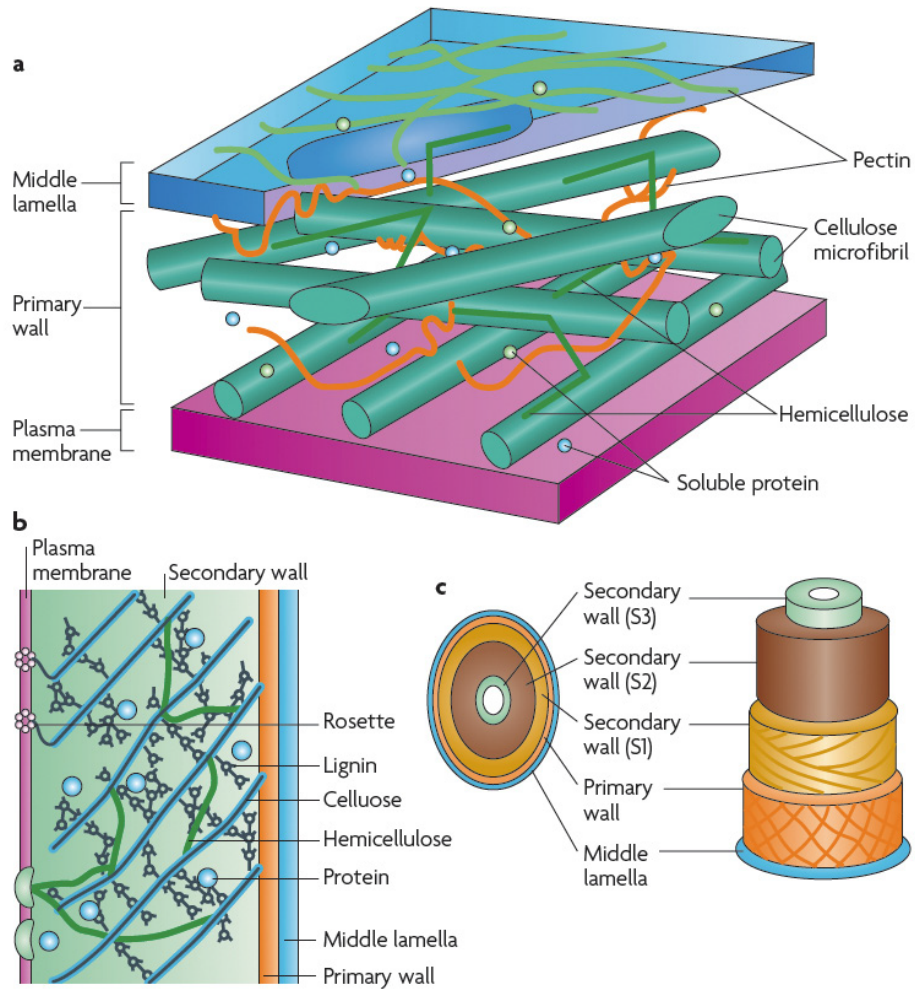 a
Middle
lamella
Primary
wall
Plasma
membrane
Pectin
Cellulose
microfibril
Hemicellulose
Soluble protein
b
Plasma
membrane
Secondary wall
Rosette
Lignin
Celluose
Hemicellulose
Protein
Middle lamella
Primary wall
c
Secondary
wall (S3)
Secondary
wall (S2)
Secondary
wall (S1)
Primary
wall
Middle
lamella